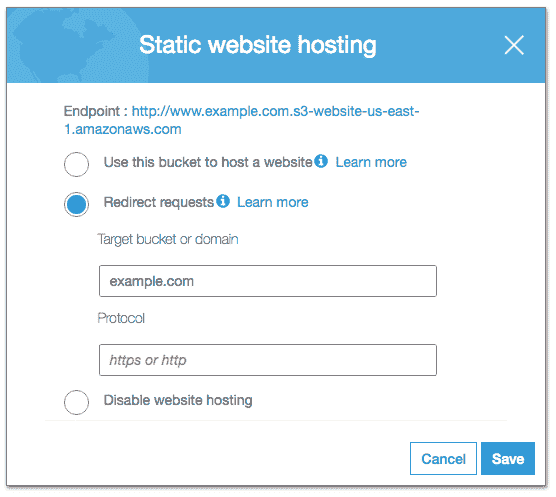 Static website hosting
Endpoint : http://www.example.com.s3-website-us-east-
1.amazonaws.com
Use this bucket to host a website Learn more
Redirect requests Learn more
Target bucket or domain
example.com
Protocol
https or http
Disable website hosting
Cancel Save